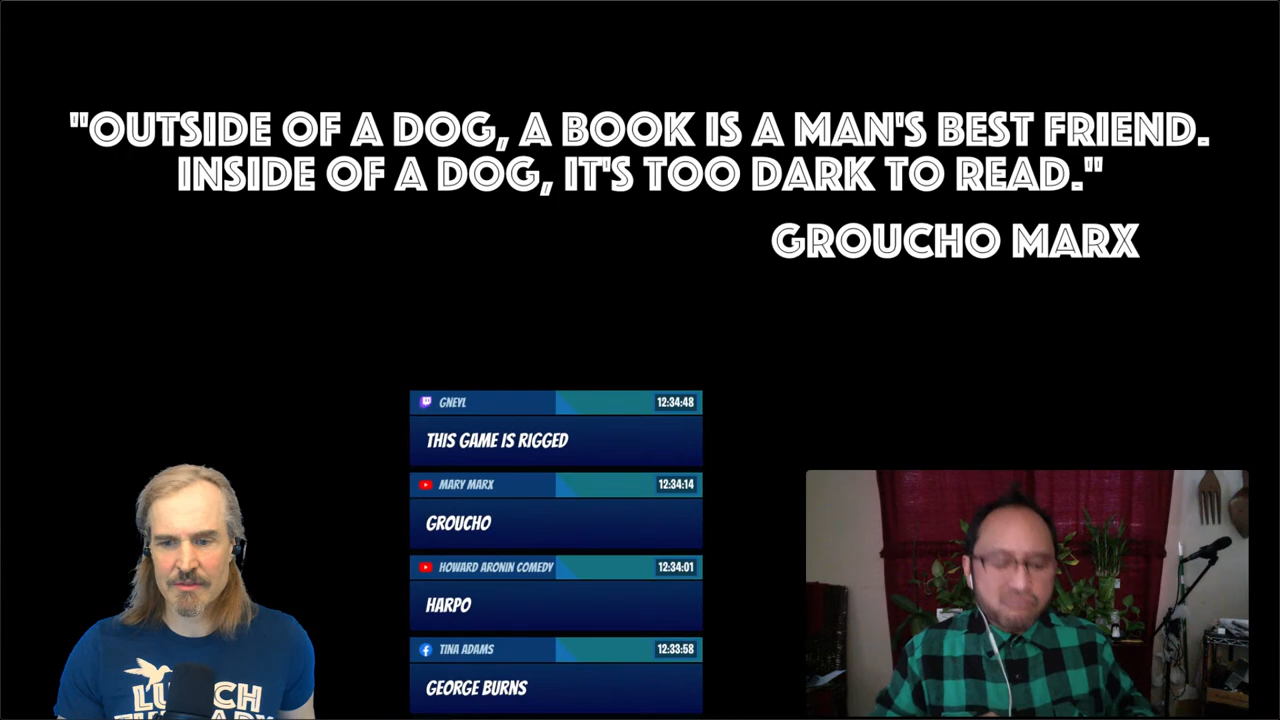 "OUTSIDE OF A DOG, A BOOK IS A MAN'S BEST FRIEND.
INSIDE OF A DOG, IT'S TOO DARK TO READ."
GROUCHO MARX
GNEYL 12:34:48
THIS GAME IS RIGGED
MARY MARX 12:34:14
GROUCHO
HOWARD ARONIN COMEDY 12:34:01
HARPO
TINA ADAMS 12:33:58
GEORGE BURNS